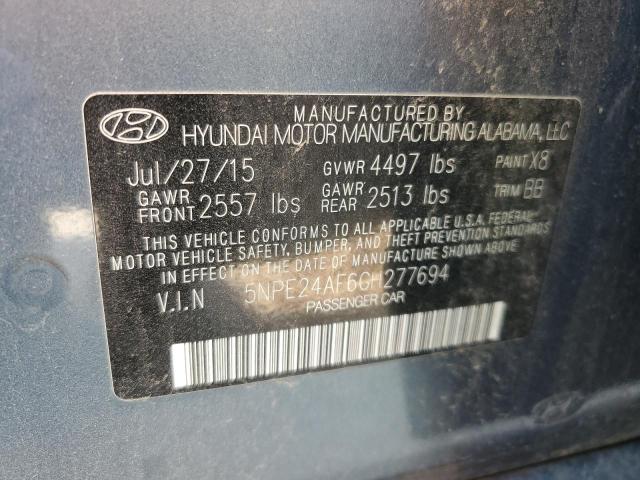 MANUFACTURED BY
HYUNDAI MOTOR MANUFACTURING ALABAMA, LLC
Jul/27/15 GVWR 4497 lbs PAINT X8
GAWR FRONT 2557 lbs GAWR REAR 2513 lbs TRIM BB
THIS VEHICLE CONFORMS TO ALL APPLICABLE U.S.A. FEDERAL
MOTOR VEHICLE SAFETY, BUMPER, AND THEFT PREVENTION STANDARDS
IN EFFECT ON THE DATE OF MANUFACTURE SHOWN ABOVE.
V.I.N 5NPE24AF6GH277694
PASSENGER CAR